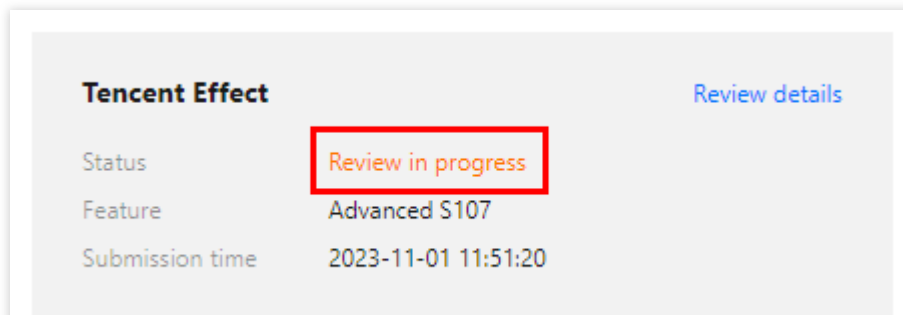 Tencent Effect Review details
Status Review in progress
Feature Advanced S107
Submission time 2023-11-01 11:51:20